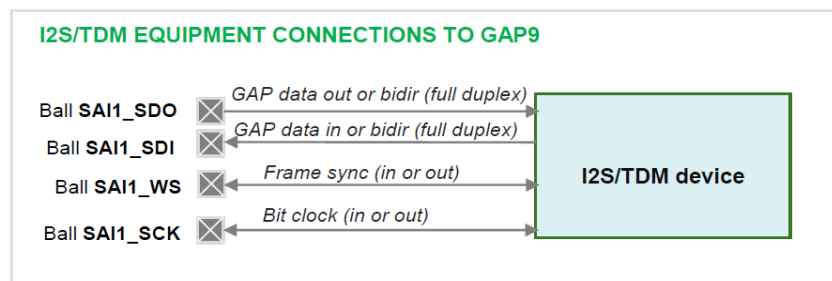 I2S/TDM EQUIPMENT CONNECTIONS TO GAP9
Ball SAI1_SDO
GAP data out or bidir (full duplex)
Ball SAI1_SDI
GAP data in or bidir (full duplex)
Ball SAI1_WS
Frame sync (in or out)
I2S/TDM device
Ball SAI1_SCK
Bit clock (in or out)